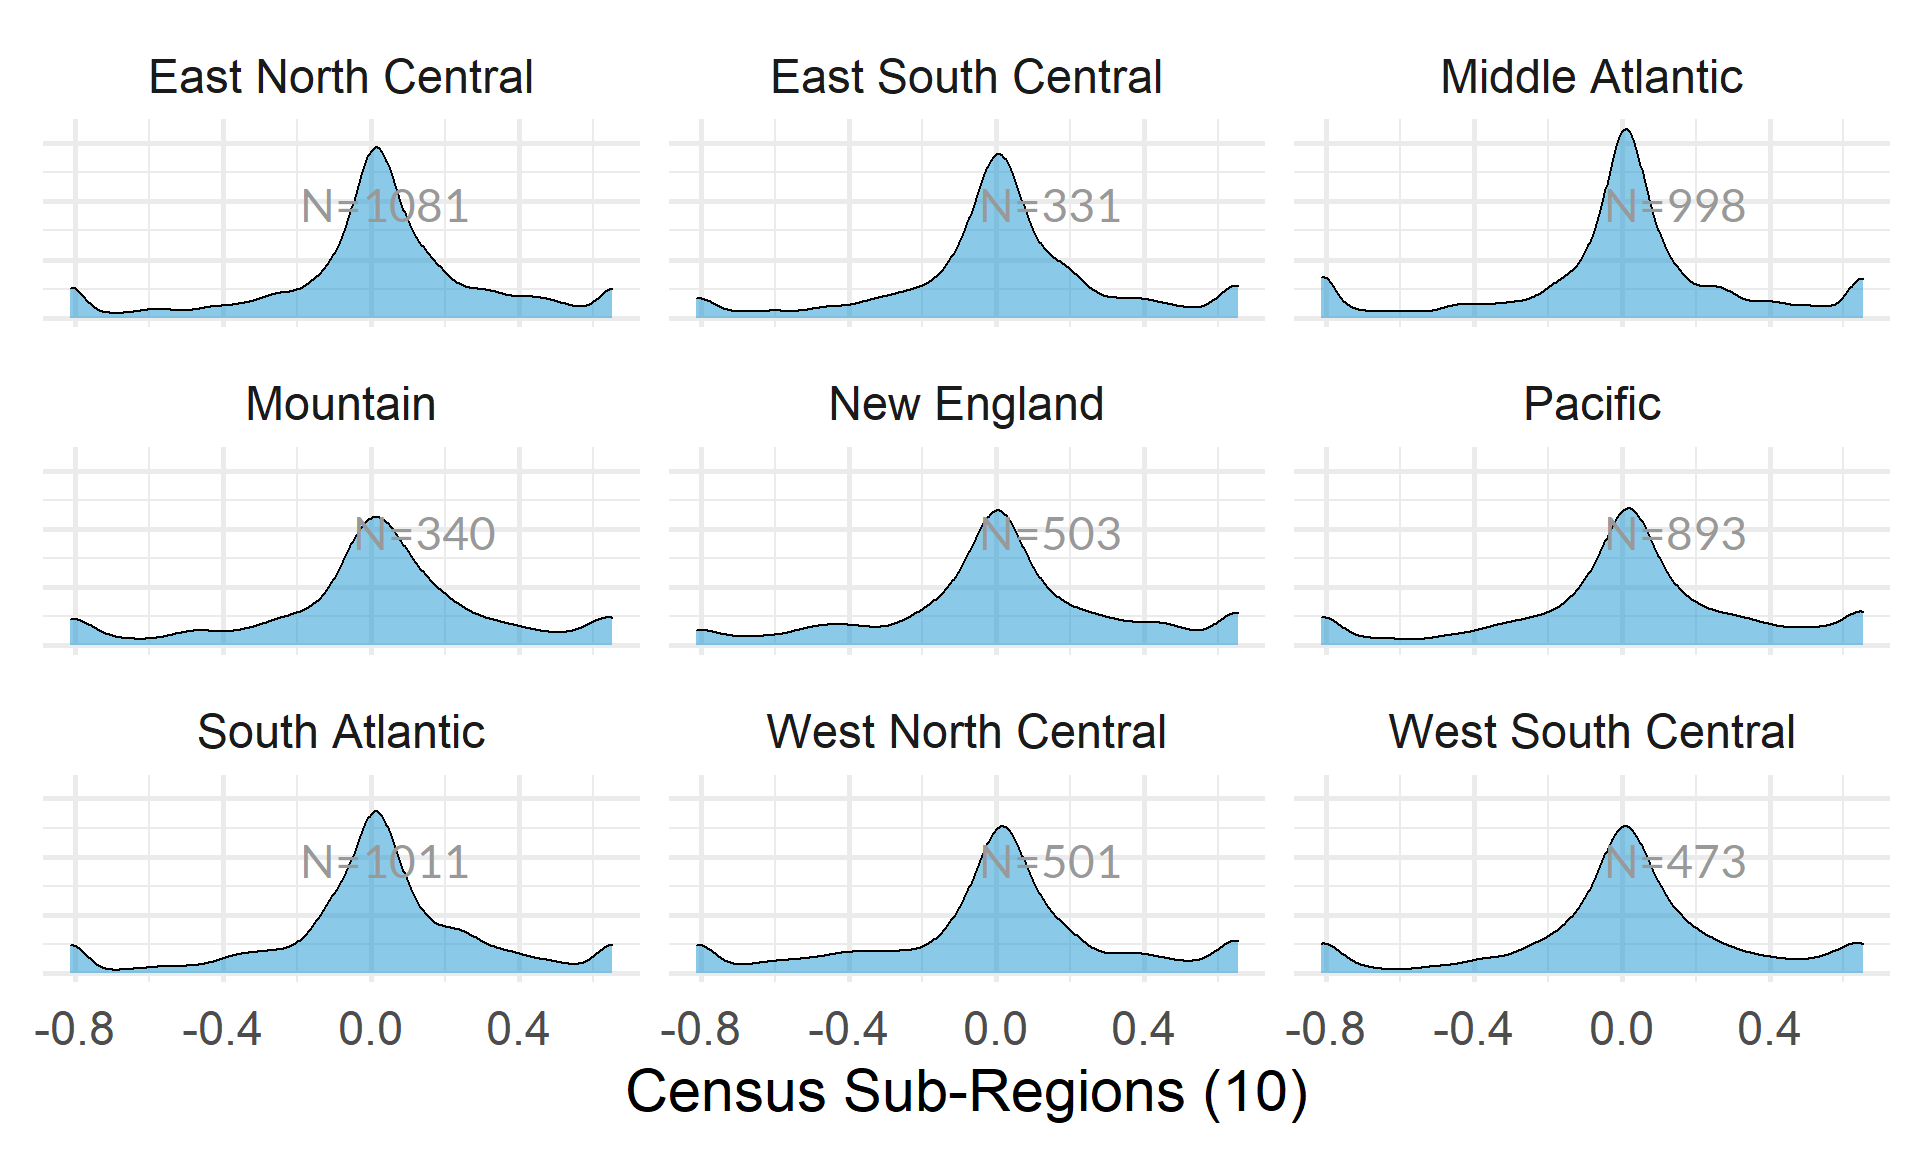 East North Central East South Central Middle Atlantic
N=1081 N=331 N=998
Mountain New England Pacific
N=340 N=503 N=893
South Atlantic West North Central West South Central
N=1011 N=501 N=473
-0.8 -0.4 0.0 0.4 -0.8 -0.4 0.0 0.4 -0.8 -0.4 0.0 0.4
Census Sub-Regions (10)